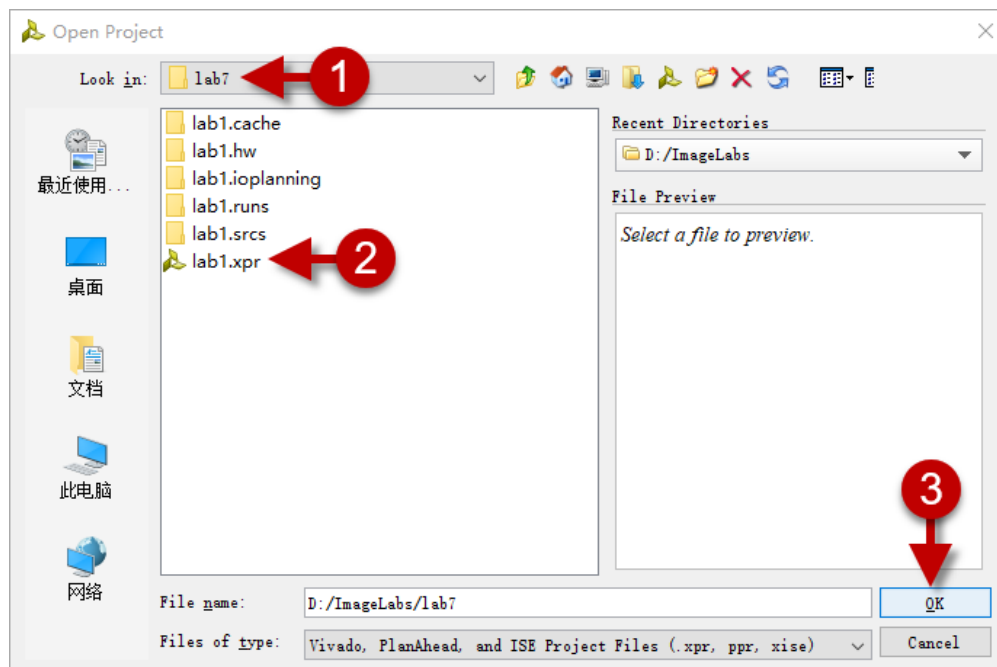 Open Project
Look in: lab7
1
lab1.cache
lab1.hw
lab1.ioplanning
lab1.runs
lab1.srcs
lab1.xpr
2
最近使用...
桌面
文档
此电脑
网络
Recent Directories
D:/ImageLabs
File Preview
Select a file to preview.
3
File name: D:/ImageLabs/lab7
OK
Files of type: Vivado, PlanAhead, and ISE Project Files (.xpr, ppr, xise)
Cancel